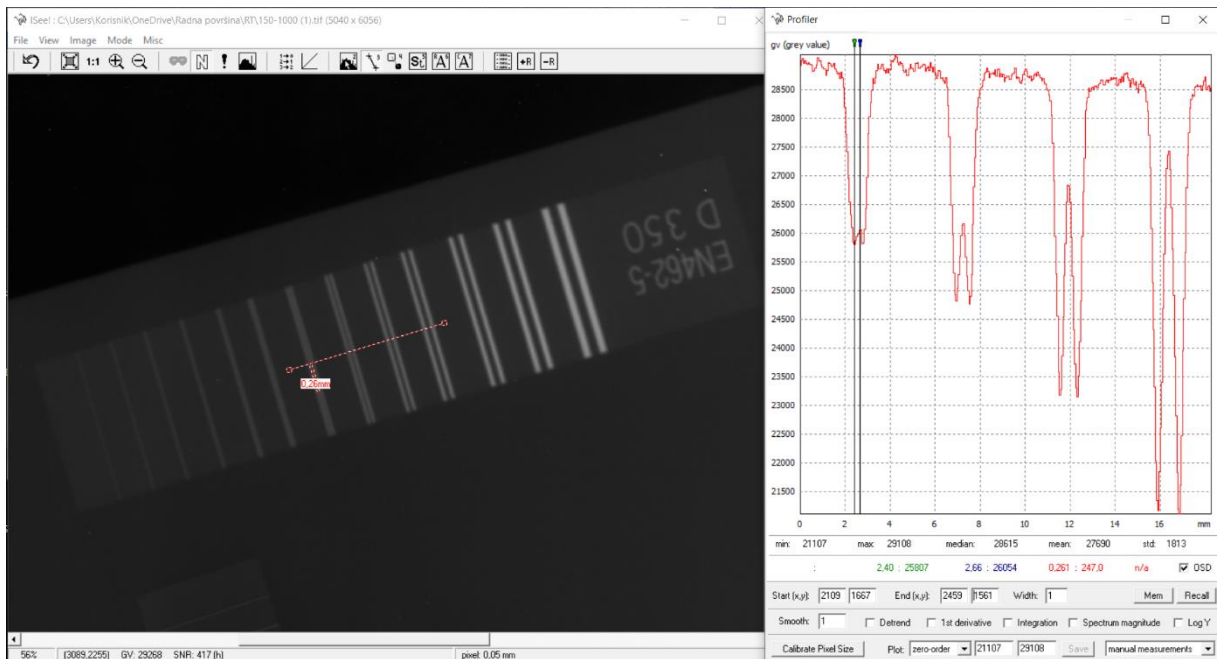 ISee! : C:\Users\Korisnik\OneDrive\Radna površina\RT\150-1000 (1).tif (5040 x 6056)
File View Image Mode Misc
1:1 N +R -R
EN462-5
D 350
0,26mm
56% (3089,2255) GV: 29268 SNR: 417 (h) pixel: 0,05 mm
Profiler
gv (grey value)
28500
28000
27500
27000
26500
26000
25500
25000
24500
24000
23500
23000
22500
22000
21500
0 2 4 6 8 10 12 14 16 mm
min: 21107 max: 29108 median: 28615 mean: 27690 std: 1813
: 2,40 : 25807 2,66 : 26054 0,261 : 247,0 n/a OSD
Start (x,y): 2109 1667 End (x,y): 2459 1561 Width: 1 Mem Recall
Smooth: 1 Detrend 1st derivative Integration Spectrum magnitude Log Y
Calibrate Pixel Size Plot: zero-order 21107 29108 Save manual measurements